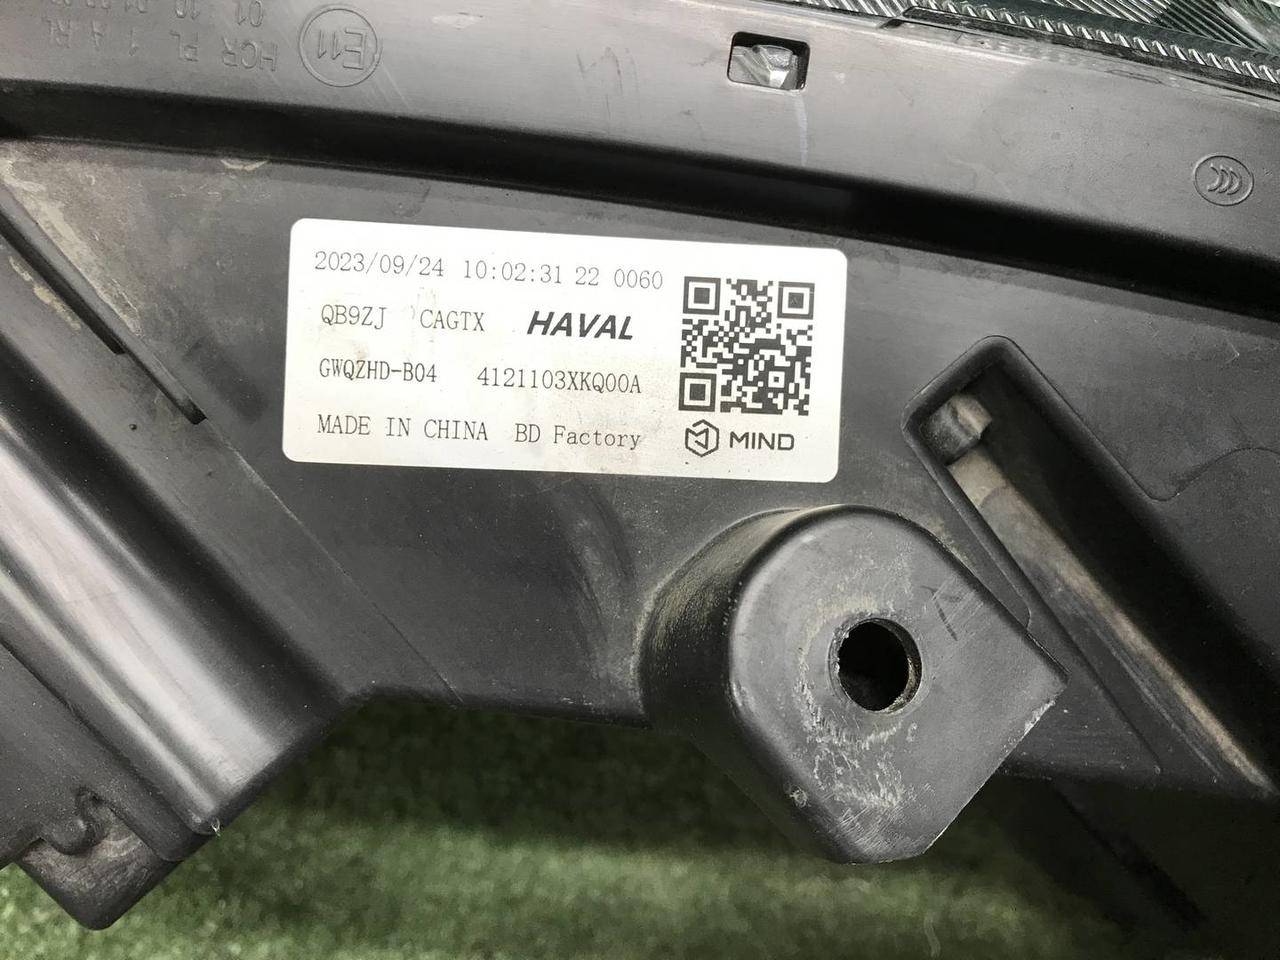 E11
HCR PL 1 A RL
2023/09/24 10:02:31 22 0060
QB9ZJ CAGTX HAVAL
GWQZHD-B04 4121103XKQ00A
MADE IN CHINA BD Factory
MIND